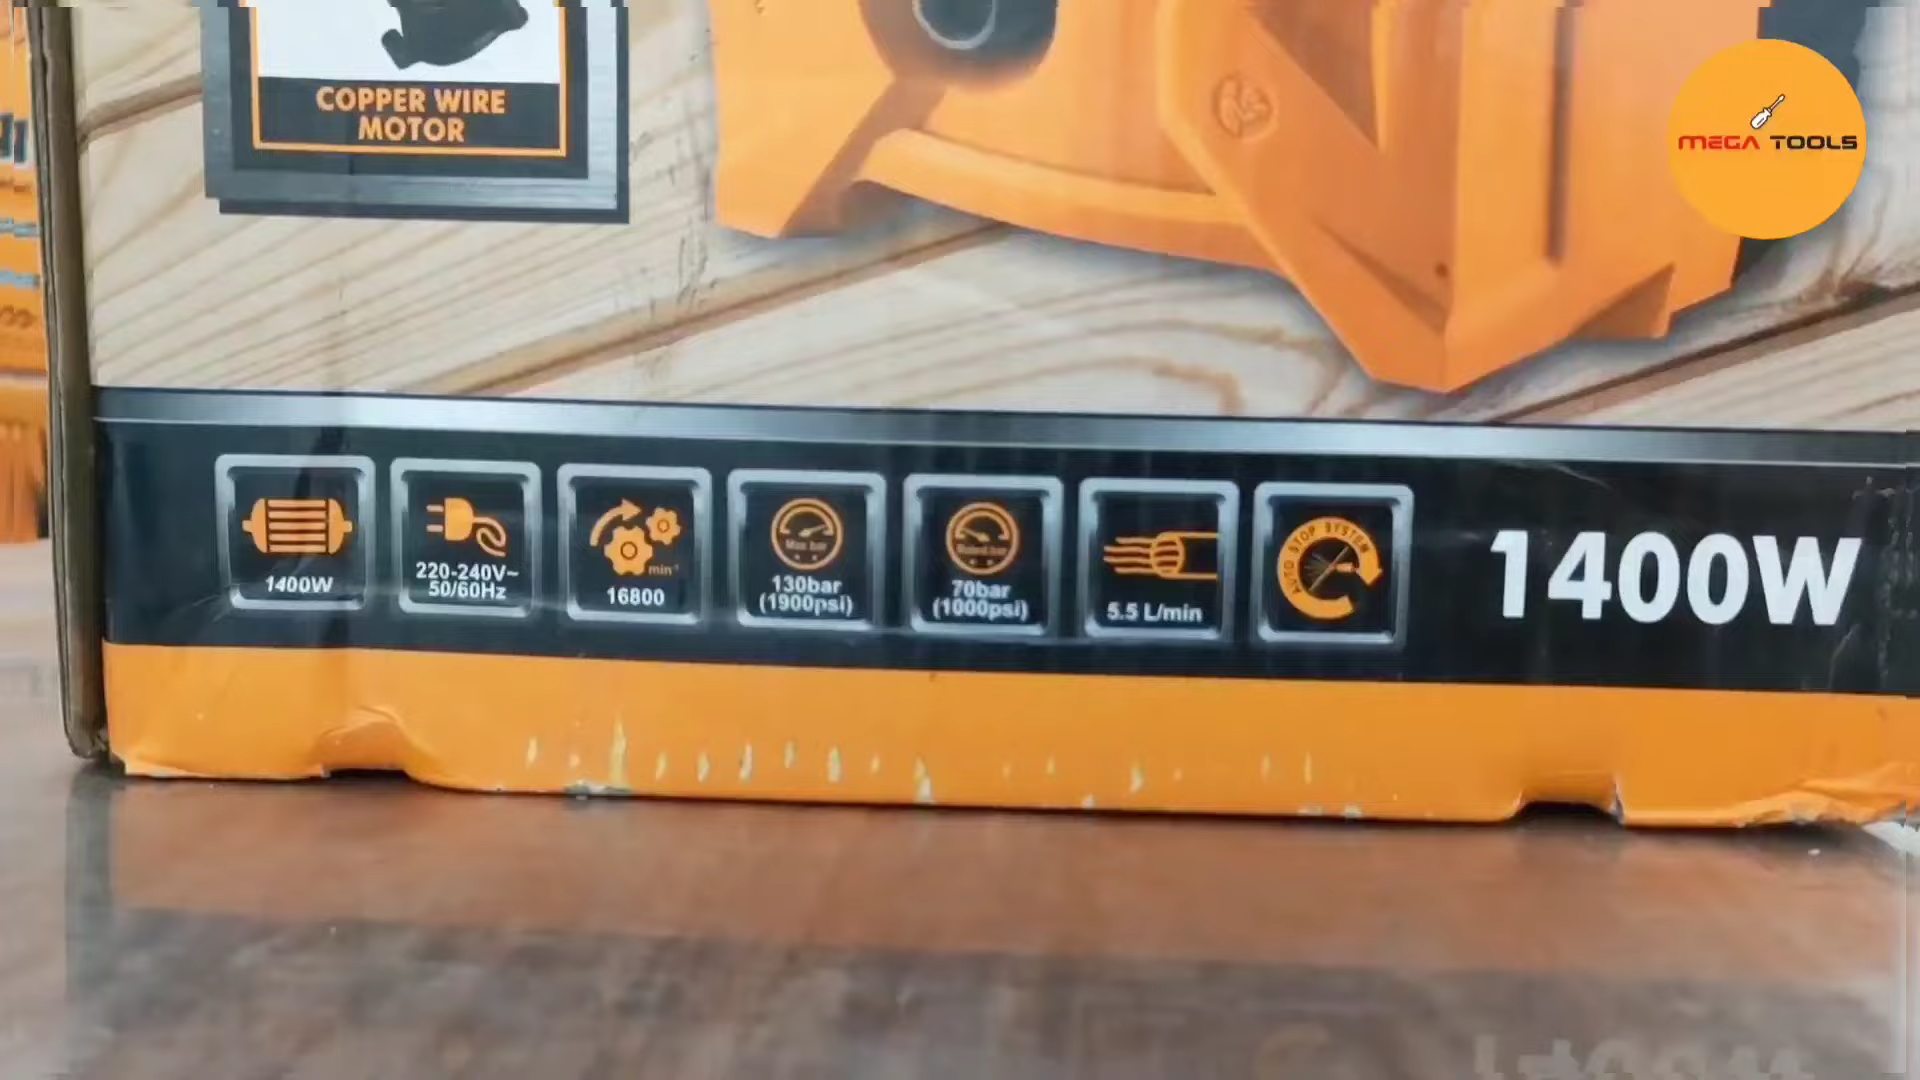 COPPER WIRE
MOTOR
MEGA TOOLS
1400W
220-240V~
50/60Hz
min⁻¹
16800
Max bar
130bar
(1900psi)
Rated bar
70bar
(1000psi)
5.5 L/min
AUTO STOP SYSTEM
1400W